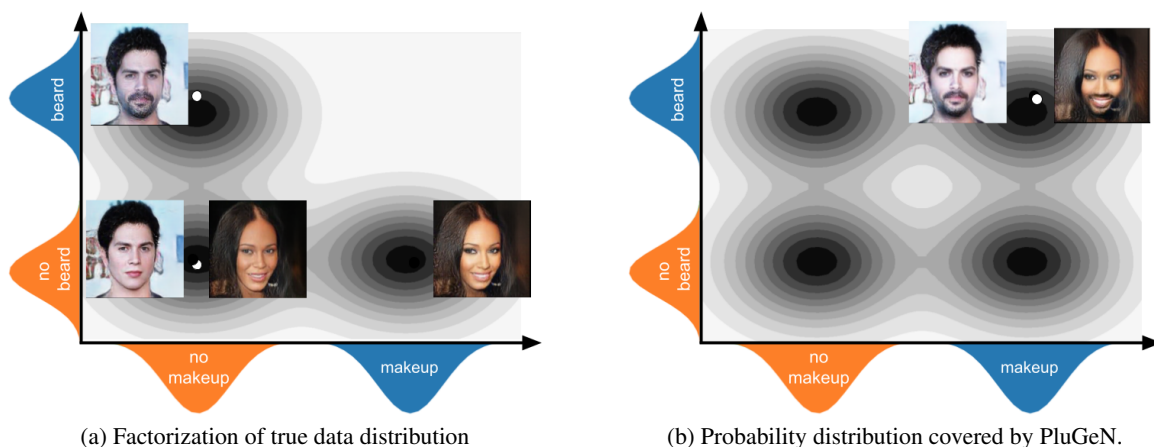 beard
no
beard
no
makeup
makeup
(a) Factorization of true data distribution
beard
no
beard
no
makeup
makeup
(b) Probability distribution covered by PluGeN.